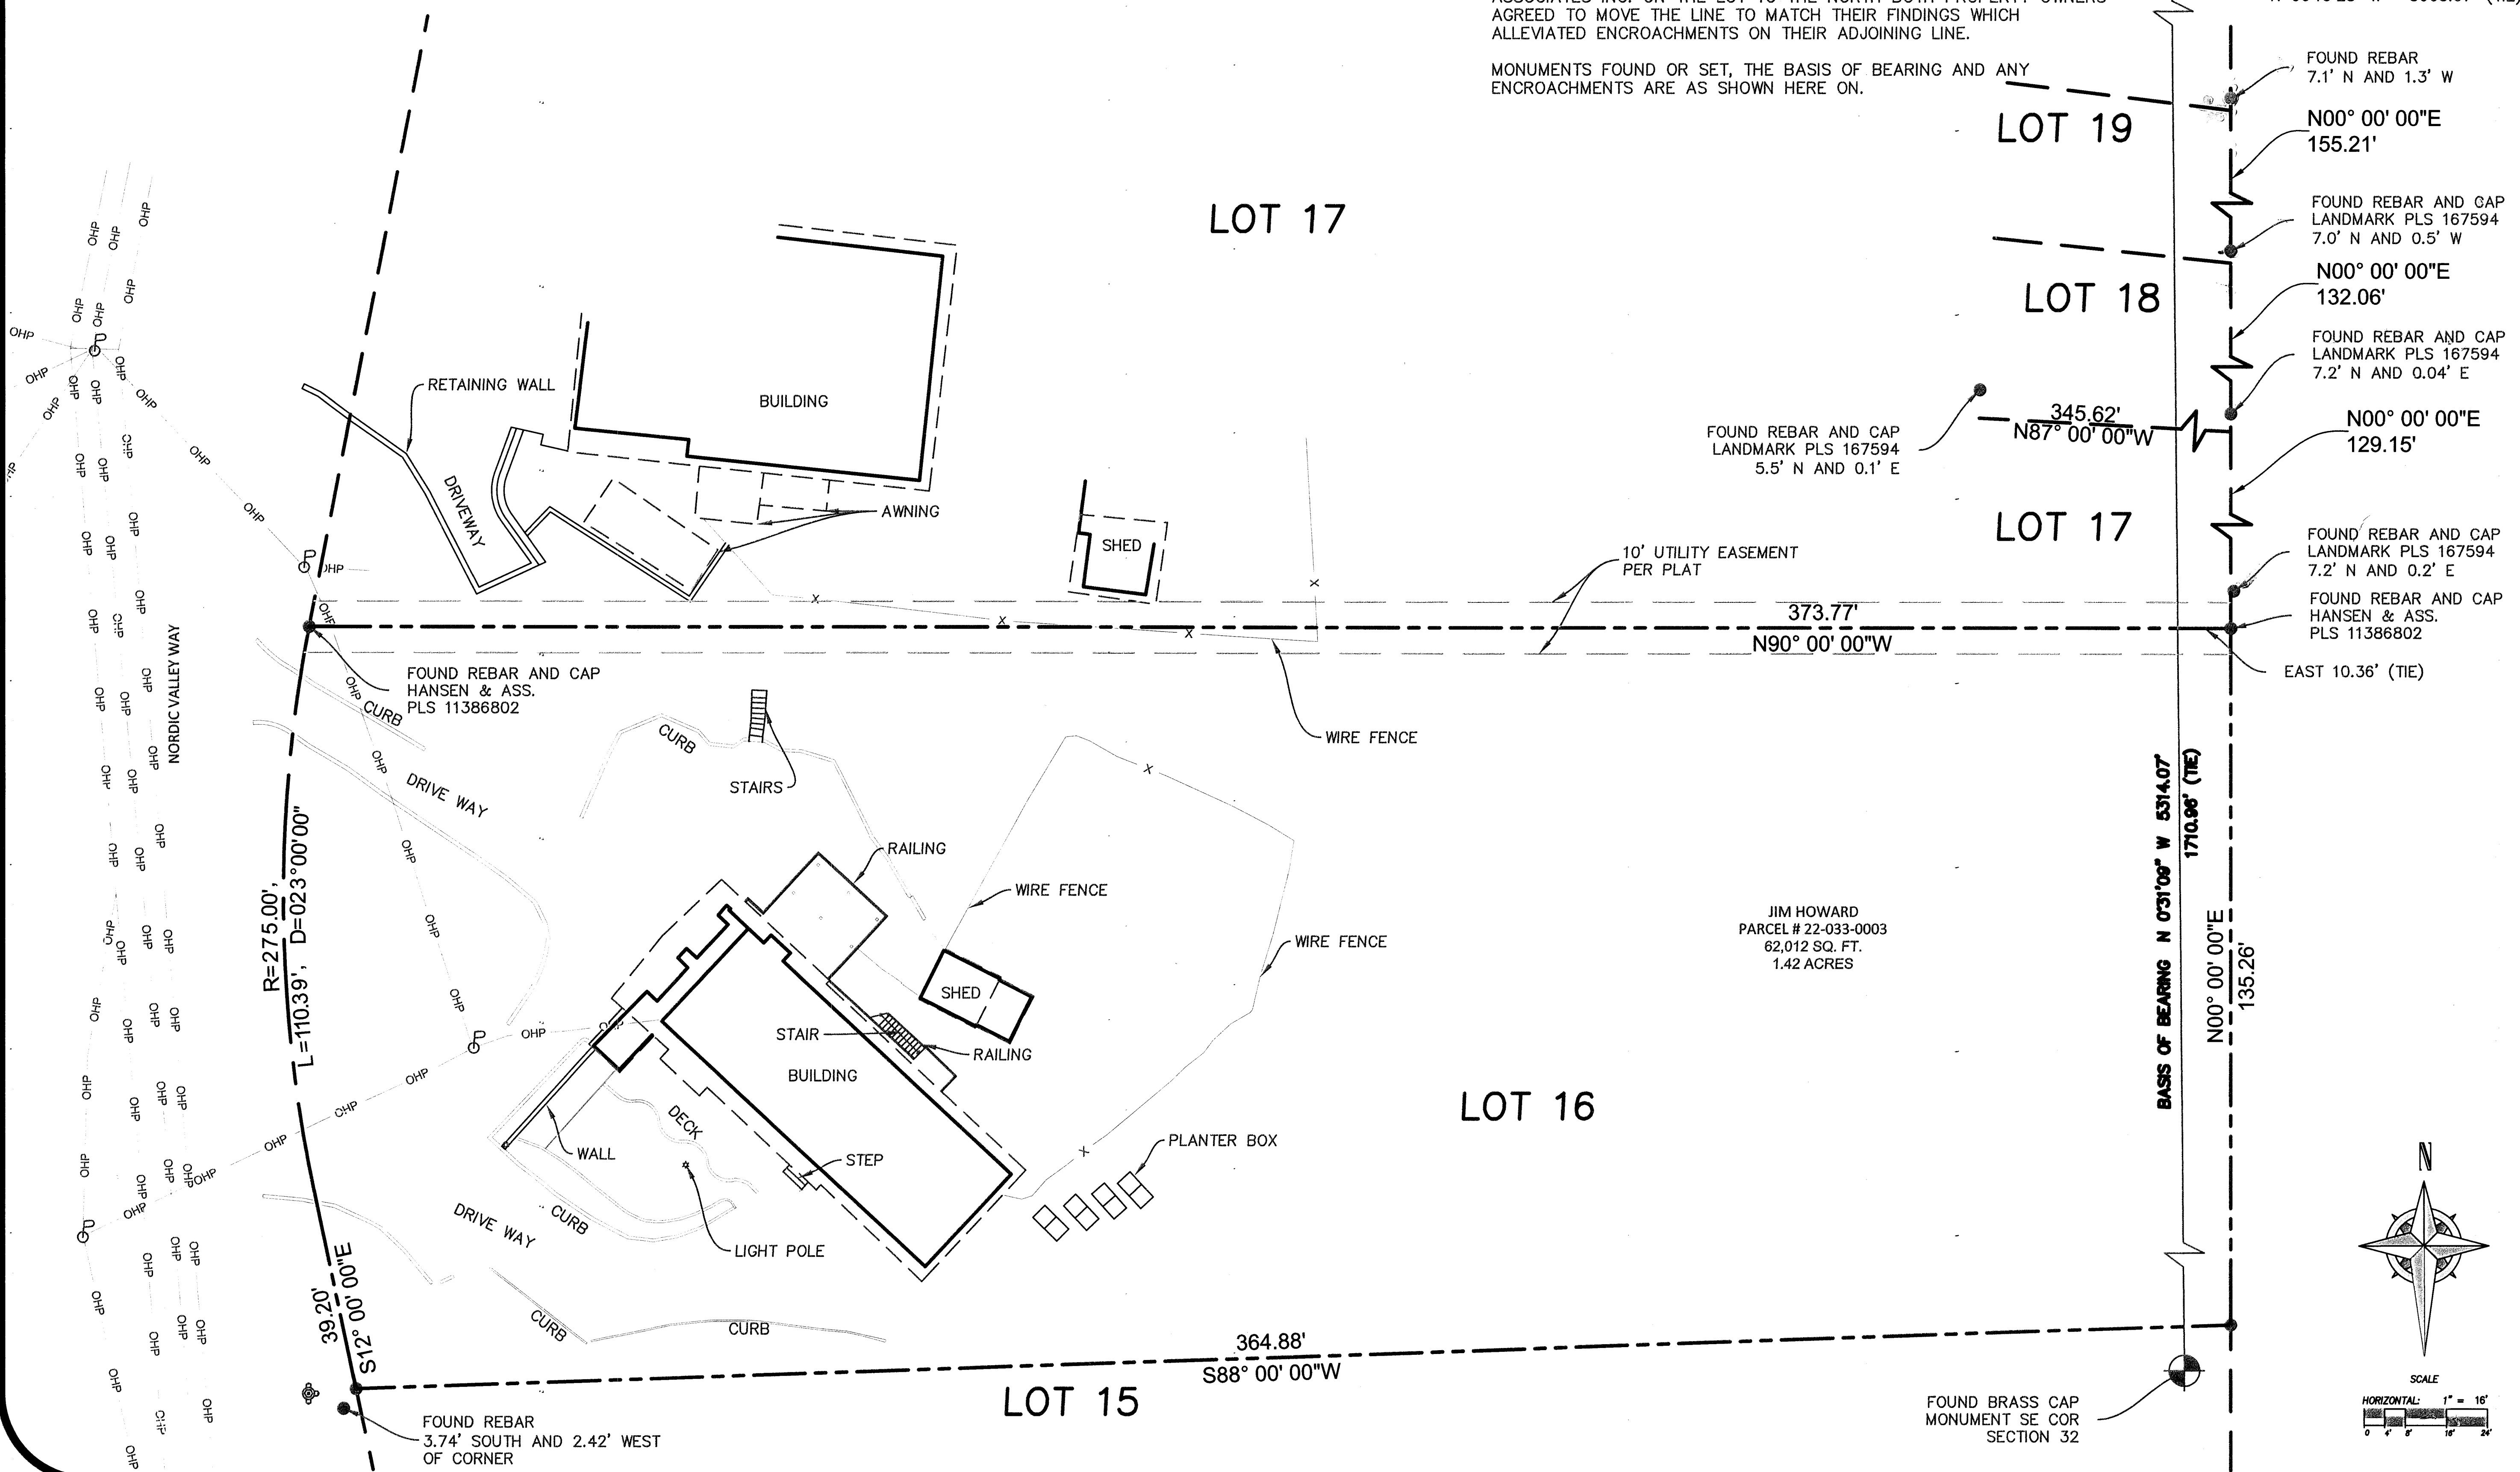 AGREED TO MOVE THE LINE TO MATCH THEIR FINDINGS WHICH
ALLEVIATED ENCROACHMENTS ON THEIR ADJOINING LINE.
MONUMENTS FOUND OR SET, THE BASIS OF BEARING AND ANY
ENCROACHMENTS ARE AS SHOWN HERE ON.
FOUND REBAR
7.1' N AND 1.3' W
LOT 19
N00° 00' 00"E
155.21'
LOT 17
FOUND REBAR AND CAP
LANDMARK PLS 167594
7.0' N AND 0.5' W
N00° 00' 00"E
132.06'
LOT 18
FOUND REBAR AND CAP
LANDMARK PLS 167594
7.2' N AND 0.04' E
RETAINING WALL
BUILDING
345.62'
N87° 00' 00"W
N00° 00' 00"E
129.15'
FOUND REBAR AND CAP
LANDMARK PLS 167594
5.5' N AND 0.1' E
DRIVEWAY
AWNING
SHED
LOT 17
10' UTILITY EASEMENT
PER PLAT
FOUND REBAR AND CAP
LANDMARK PLS 167594
7.2' N AND 0.2' E
FOUND REBAR AND CAP
HANSEN & ASS.
PLS 11386802
373.77'
N90° 00' 00"W
EAST 10.36' (TIE)
NORDIC VALLEY WAY
FOUND REBAR AND CAP
HANSEN & ASS.
PLS 11386802
CURB
CURB
WIRE FENCE
STAIRS
DRIVE WAY
RAILING
WIRE FENCE
WIRE FENCE
R=275.00',
L=110.39', D=023°00'00"
JIM HOWARD
PARCEL # 22-033-0003
62,012 SQ. FT.
1.42 ACRES
BASIS OF BEARING N 0°31'09" W 5314.07'
1710.96' (TIE)
N00° 00' 00"E
135.26'
SHED
STAIR
RAILING
BUILDING
OHP
OHP
OHP
OHP
LOT 16
DECK
WALL
STEP
PLANTER BOX
DRIVE WAY
CURB
LIGHT POLE
N
39.20'
S12° 00' 00"E
CURB
CURB
364.88'
S88° 00' 00"W
LOT 15
FOUND REBAR
3.74' SOUTH AND 2.42' WEST
OF CORNER
FOUND BRASS CAP
MONUMENT SE COR
SECTION 32
SCALE
HORIZONTAL: 1" = 16'
0 4' 8' 16' 24'